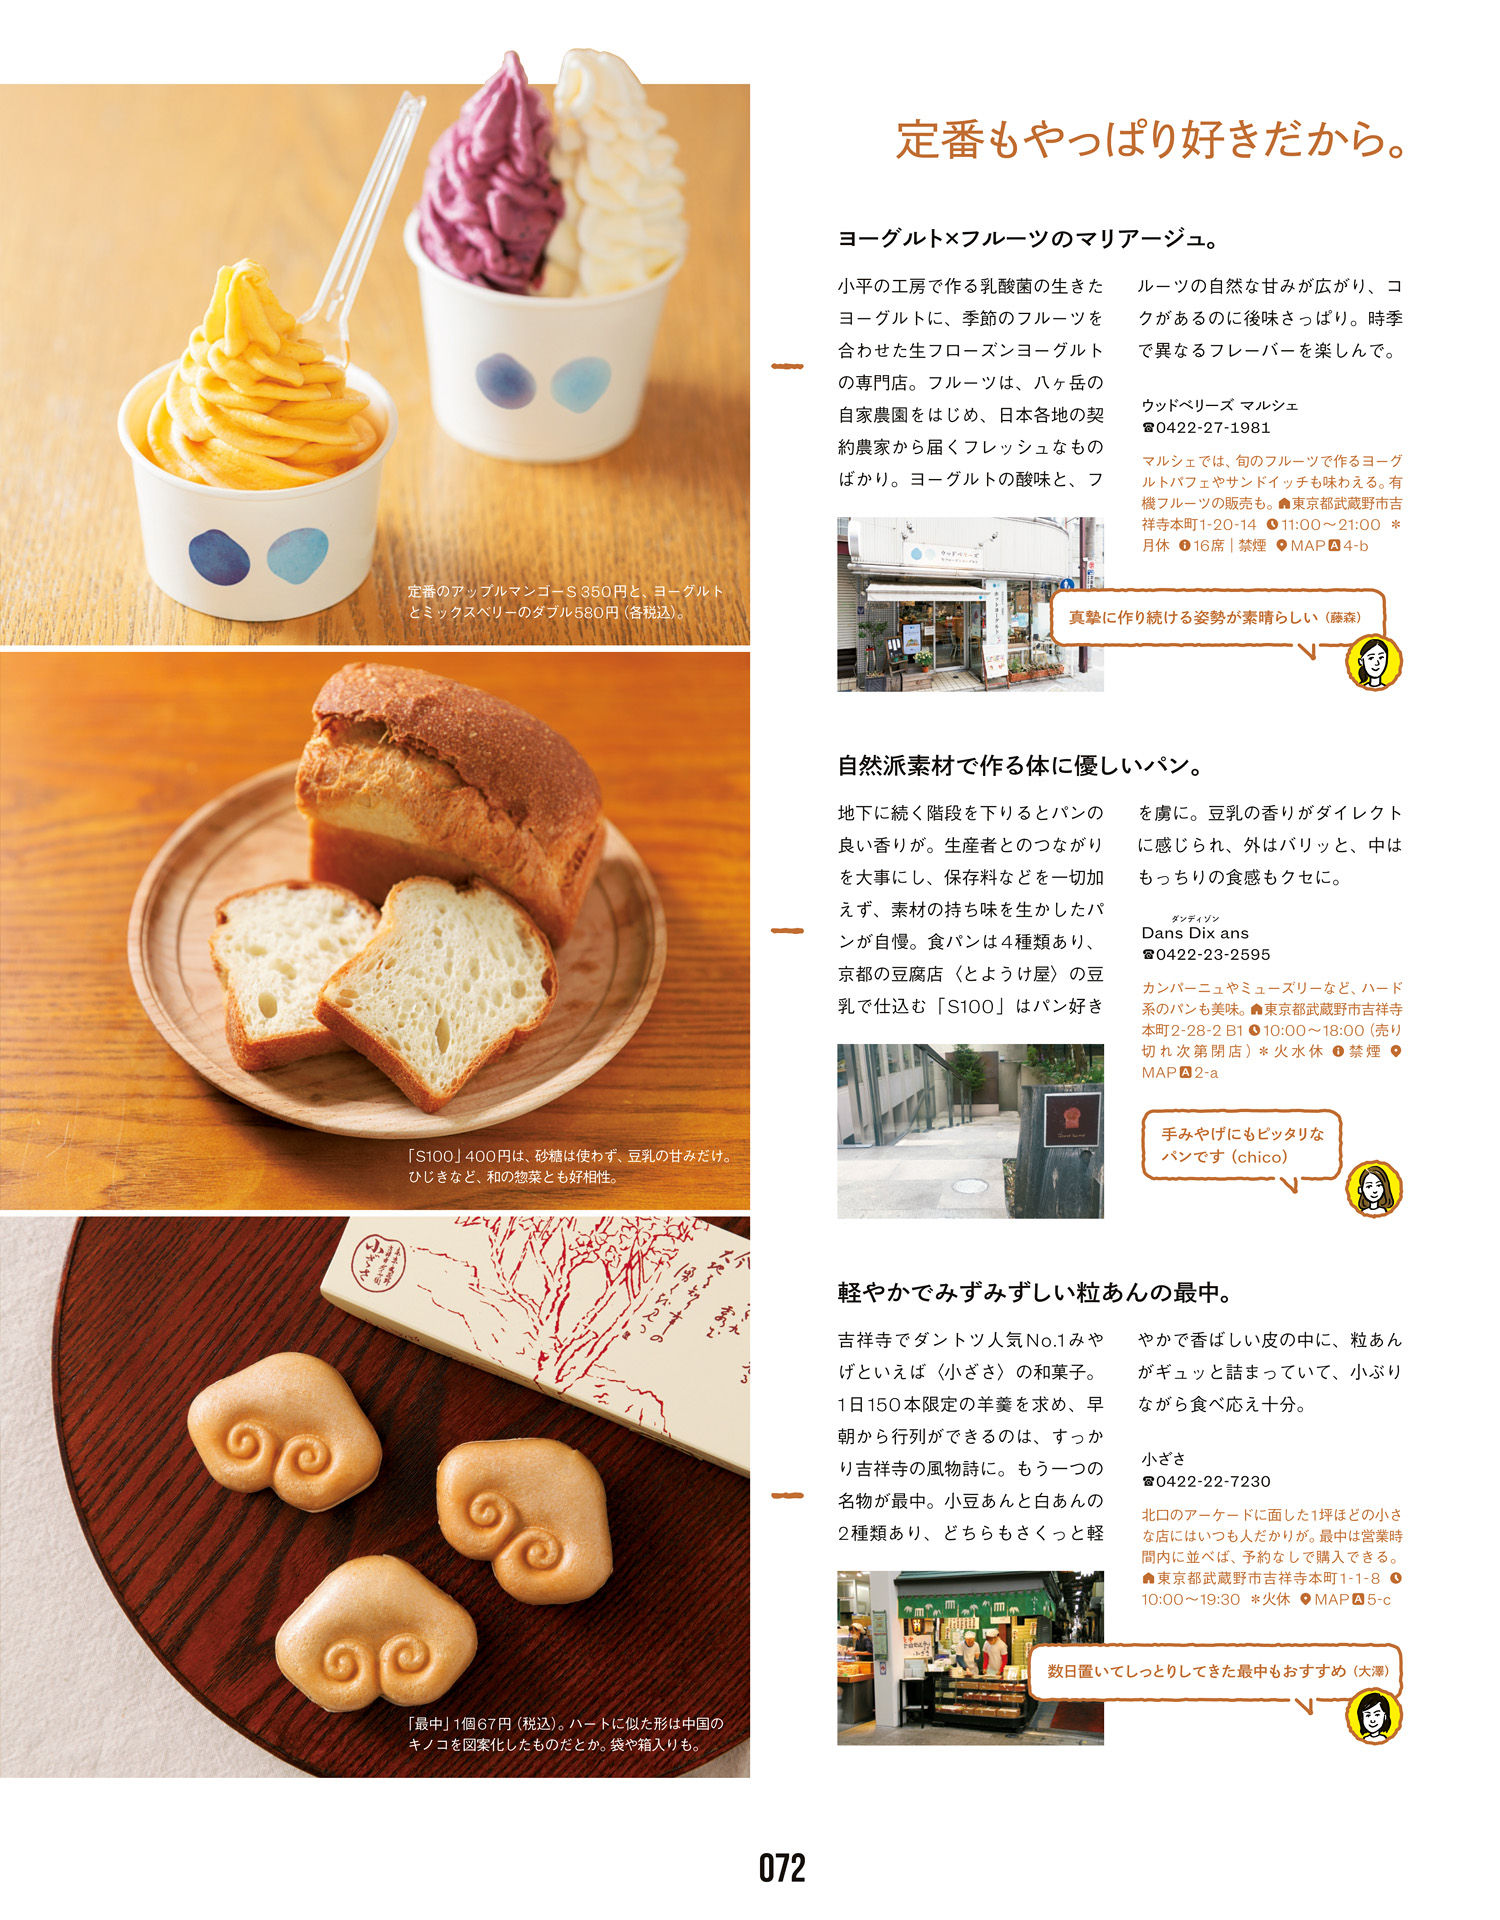 定番もやっぱり好きだから。
ヨーグルト×フルーツのマリアージュ。
小平の工房で作る乳酸菌の生きた
ヨーグルトに、季節のフルーツを
合わせた生フローズンヨーグルト
の専門店。フルーツは、八ヶ岳の
自家農園をはじめ、日本各地の契
約農家から届くフレッシュなもの
ばかり。ヨーグルトの酸味と、フ
ルーツの自然な甘みが広がり、コ
クがあるのに後味さっぱり。時季
で異なるフレーバーを楽しんで。
ウッドベリーズ マルシェ
☎0422-27-1981
マルシェでは、旬のフルーツで作るヨーグ
ルトパフェやサンドイッチも味わえる。有
機フルーツの販売も。東京都武蔵野市吉
祥寺本町1-20-14 11:00〜21:00 ＊
月休 16席｜禁煙 MAP A 4-b
真摯に作り続ける姿勢が素晴らしい（藤森）
定番のアップルマンゴーS 350円と、ヨーグルト
とミックスベリーのダブル580円（各税込）。
ウッドベリーズ
自然派素材で作る体に優しいパン。
地下に続く階段を下りるとパンの
良い香りが。生産者とのつながり
を大事にし、保存料などを一切加
えず、素材の持ち味を生かしたパ
ンが自慢。食パンは4種類あり、
京都の豆腐店〈とようけ屋〉の豆
乳で仕込む「S100」はパン好き
を虜に。豆乳の香りがダイレクト
に感じられ、外はバリッと、中は
もっちりの食感もクセに。
ダンディゾン
Dans Dix ans
☎0422-23-2595
カンパーニュやミューズリーなど、ハード
系のパンも美味。東京都武蔵野市吉祥寺
本町2-28-2 B1 10:00〜18:00（売り
切れ次第閉店）＊火水休 禁煙
MAP A 2-a
手みやげにもピッタリな
パンです（chico）
「S100」400円は、砂糖は使わず、豆乳の甘みだけ。
ひじきなど、和の惣菜とも好相性。
軽やかでみずみずしい粒あんの最中。
吉祥寺でダントツ人気No.1みや
げといえば〈小ざさ〉の和菓子。
1日150本限定の羊羹を求め、早
朝から行列ができるのは、すっか
り吉祥寺の風物詩に。もう一つの
名物が最中。小豆あんと白あんの
2種類あり、どちらもさくっと軽
やかで香ばしい皮の中に、粒あん
がギュッと詰まっていて、小ぶり
ながら食べ応え十分。
小ざさ
☎0422-22-7230
北口のアーケードに面した1坪ほどの小さ
な店にはいつも人だかりが。最中は営業時
間内に並べば、予約なしで購入できる。
東京都武蔵野市吉祥寺本町1-1-8
10:00〜19:30 ＊火休 MAP A 5-c
数日置いてしっとりしてきた最中もおすすめ（大澤）
小ざさ
「最中」1個67円（税込）。ハートに似た形は中国の
キノコを図案化したものだとか。袋や箱入りも。
072